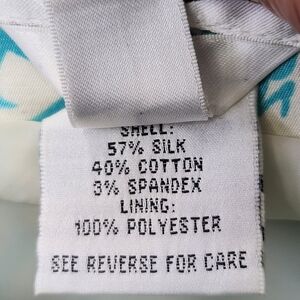 SHELL:
57% SILK
40% COTTON
3% SPANDEX
LINING:
100% POLYESTER
SEE REVERSE FOR CARE